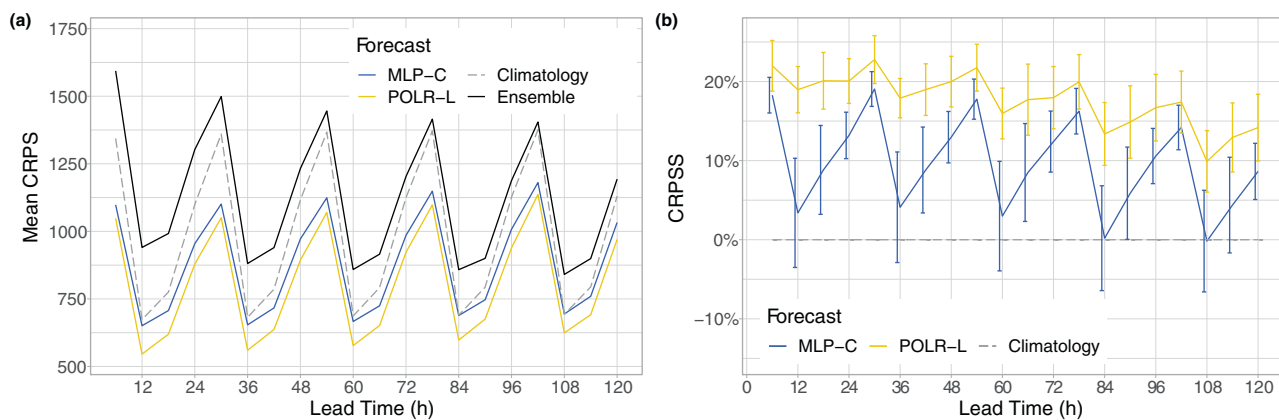 (a)
Mean CRPS
1750
1500
1250
1000
750
500
Forecast
MLP−C
POLR−L
Climatology
Ensemble
12 24 36 48 60 72 84 96 108 120
Lead Time (h)
(b)
CRPSS
20%
10%
0%
−10%
Forecast
MLP−C POLR−L Climatology
0 12 24 36 48 60 72 84 96 108 120
Lead Time (h)